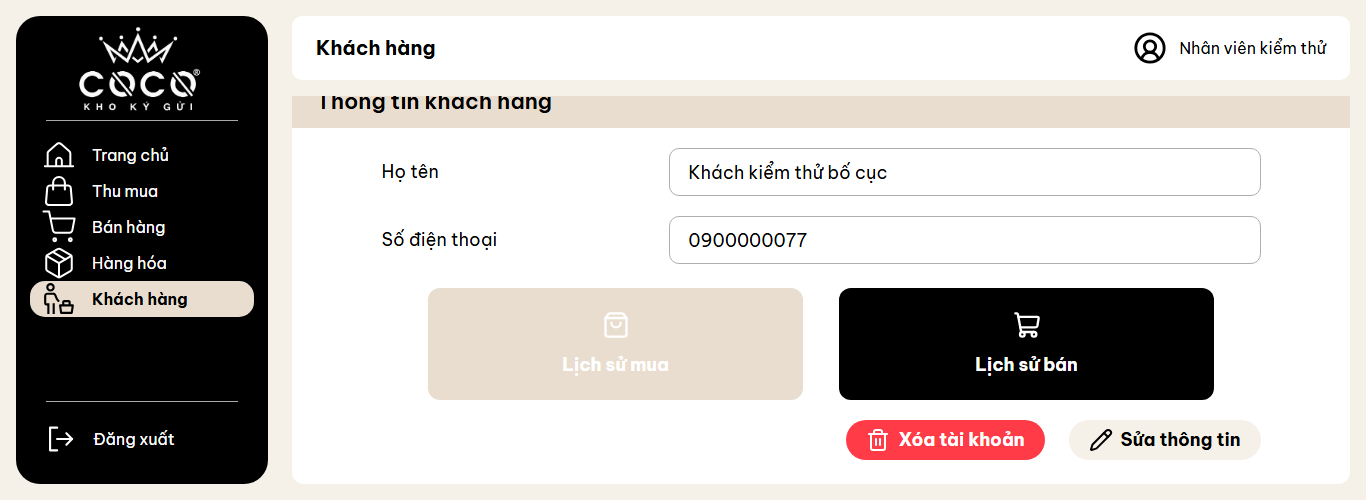 COCO®
KHO KÝ GỬI
Trang chủ
Thu mua
Bán hàng
Hàng hóa
Khách hàng
Đăng xuất
Khách hàng
Nhân viên kiểm thử
Thông tin khách hàng
Họ tên
Khách kiểm thử bố cục
Số điện thoại
0900000077
Lịch sử mua
Lịch sử bán
Xóa tài khoản
Sửa thông tin